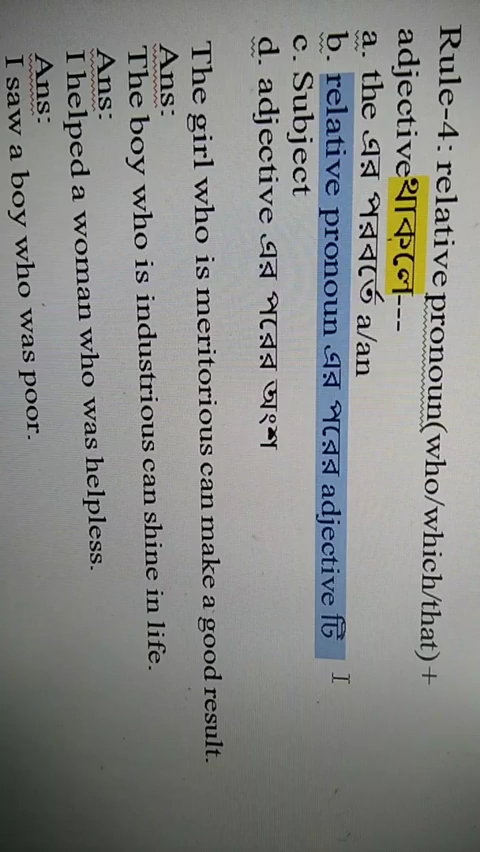 Rule-4: relative pronoun(who/which/that) +
adjective থাকলে---
a. the এর পরবর্তে a/an
b. relative pronoun এর পরের adjective টি
c. Subject
d. adjective এর পরের অংশ
The girl who is meritorious can make a good result.
Ans:
The boy who is industrious can shine in life.
Ans:
I helped a woman who was helpless.
Ans:
I saw a boy who was poor.